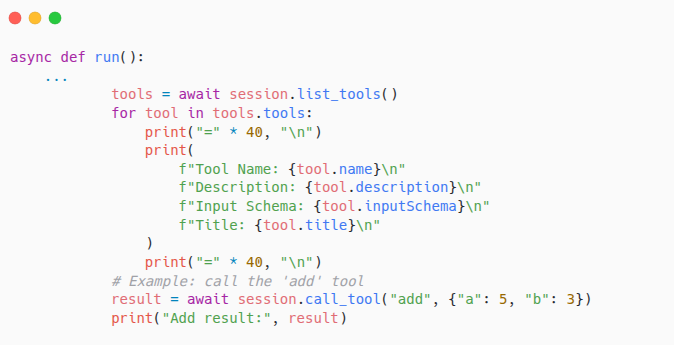 async def run():
    ...
            tools = await session.list_tools()
            for tool in tools.tools:
                print("=" * 40, "\n")
                print(
                    f"Tool Name: {tool.name}\n"
                    f"Description: {tool.description}\n"
                    f"Input Schema: {tool.inputSchema}\n"
                    f"Title: {tool.title}\n"
                )
                print("=" * 40, "\n")
            # Example: call the 'add' tool
            result = await session.call_tool("add", {"a": 5, "b": 3})
            print("Add result:", result)